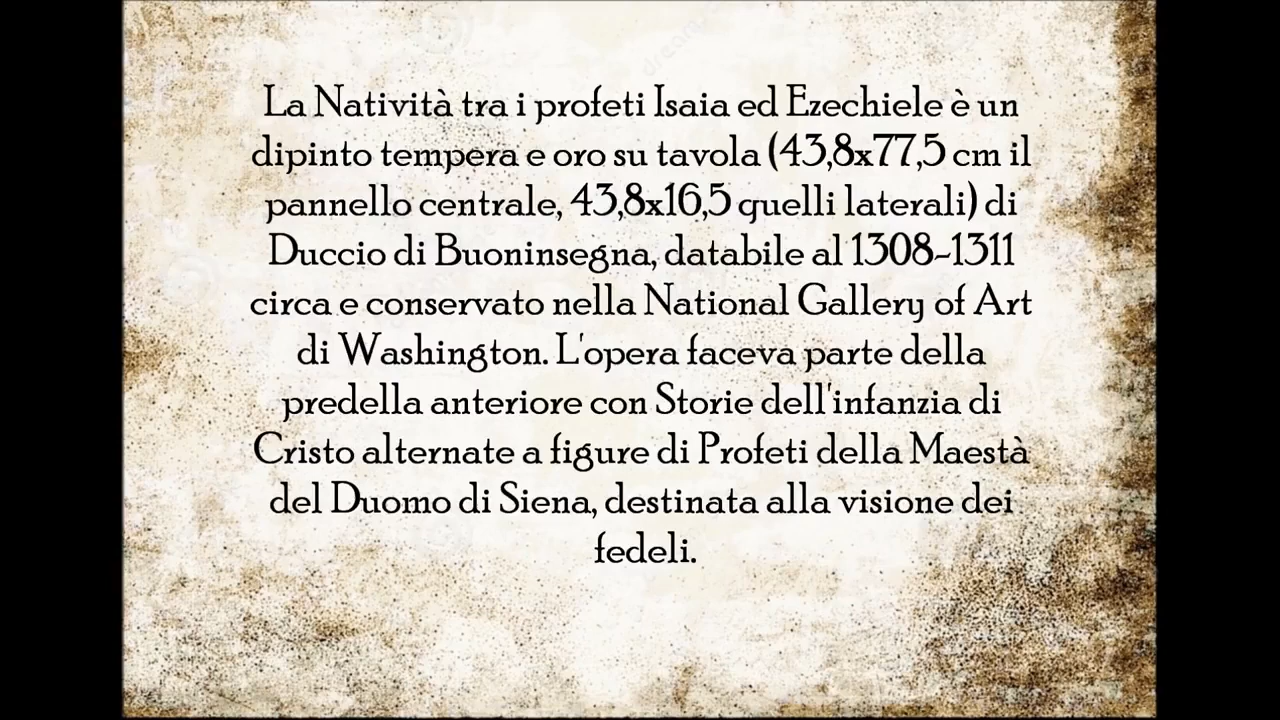 La Natività tra i profeti Isaia ed Ezechiele è un
dipinto tempera e oro su tavola (43,8x77,5 cm il
pannello centrale, 43,8x16,5 quelli laterali) di
Duccio di Buoninsegna, databile al 1308-1311
circa e conservato nella National Gallery of Art
di Washington. L'opera faceva parte della
predella anteriore con Storie dell'infanzia di
Cristo alternate a figure di Profeti della Maestà
del Duomo di Siena, destinata alla visione dei
fedeli.